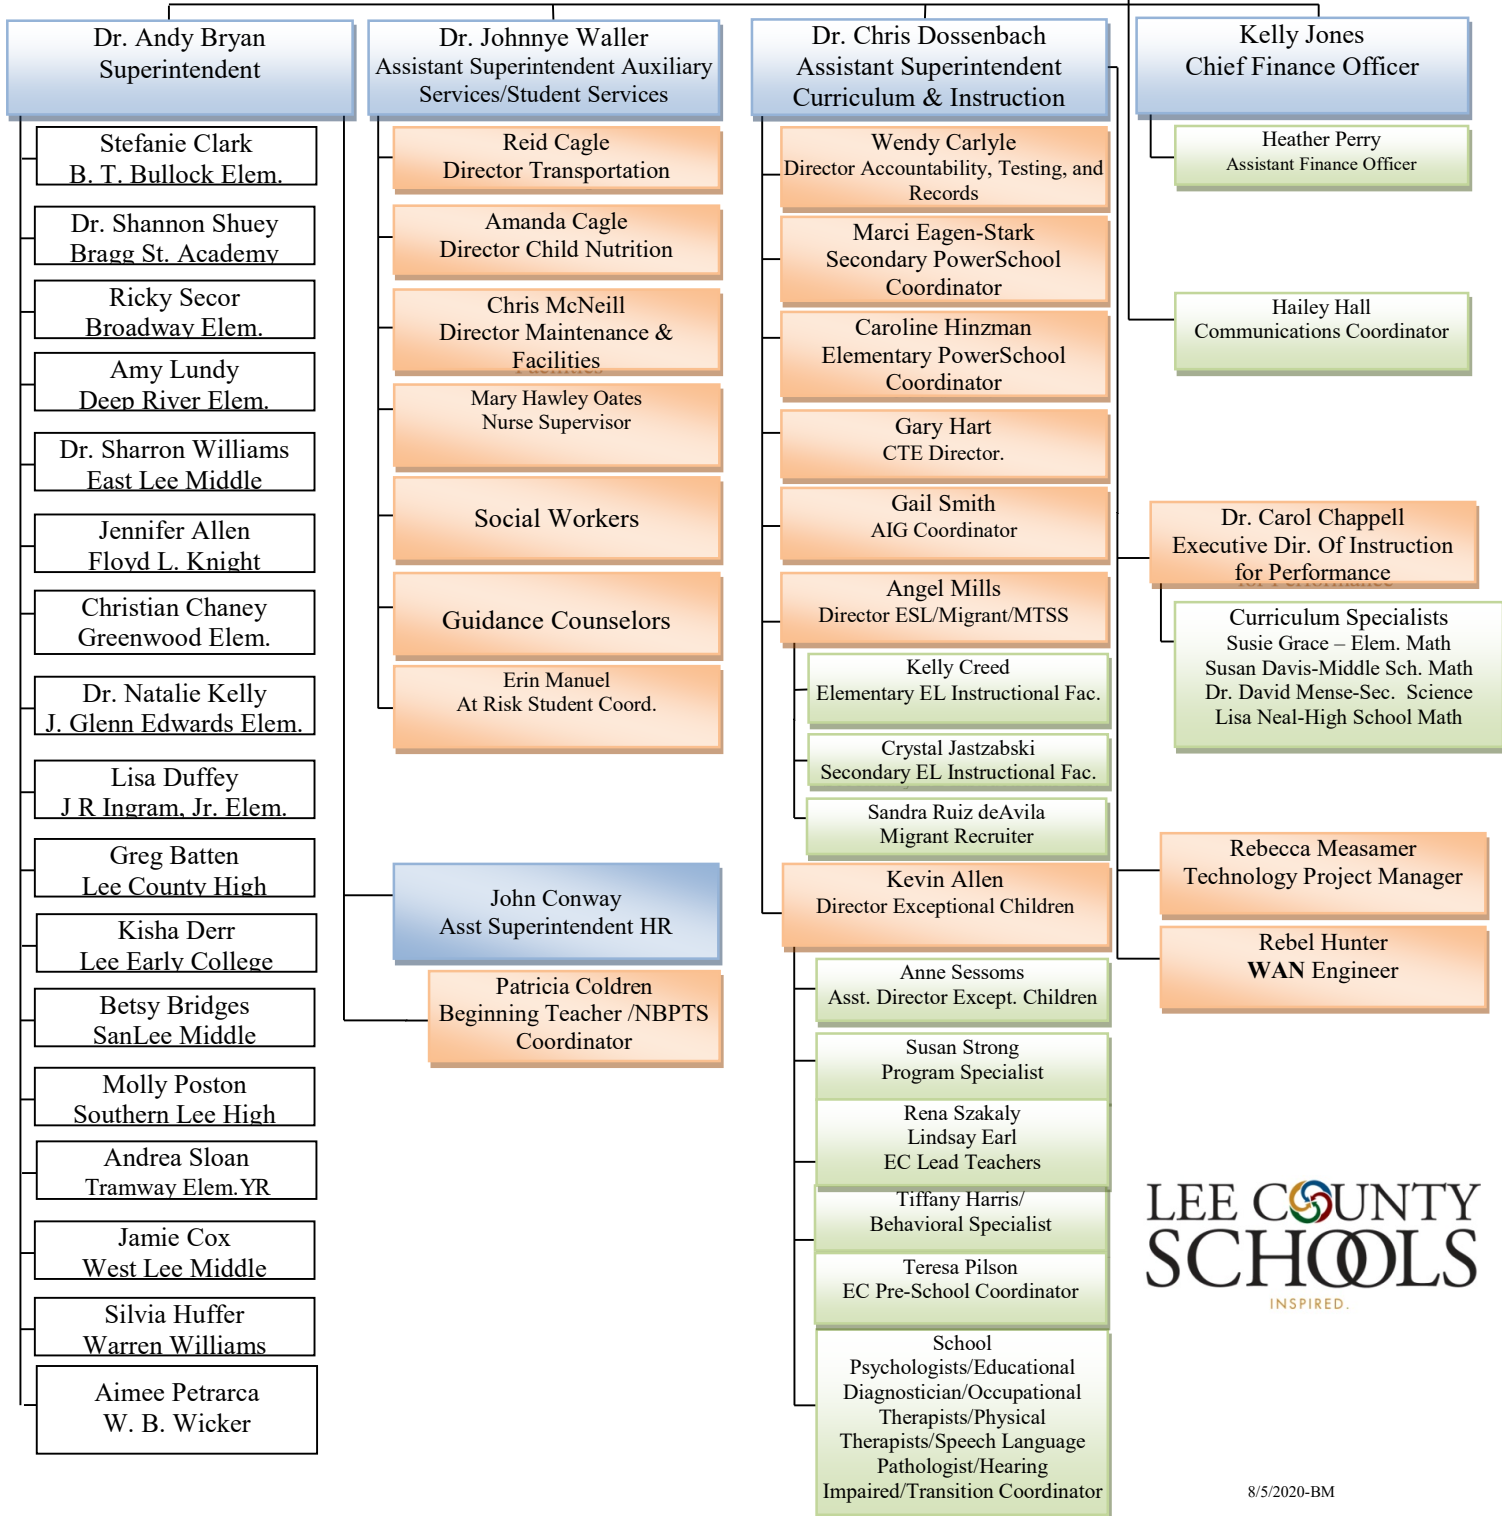 Dr. Andy Bryan
Superintendent
Stefanie Clark
B. T. Bullock Elem.
Dr. Shannon Shuey
Bragg St. Academy
Ricky Secor
Broadway Elem.
Amy Lundy
Deep River Elem.
Dr. Sharron Williams
East Lee Middle
Jennifer Allen
Floyd L. Knight
Christian Chaney
Greenwood Elem.
Dr. Natalie Kelly
J. Glenn Edwards Elem.
Lisa Duffey
J R Ingram, Jr. Elem.
Greg Batten
Lee County High
Kisha Derr
Lee Early College
Betsy Bridges
SanLee Middle
Molly Poston
Southern Lee High
Andrea Sloan
Tramway Elem.YR
Jamie Cox
West Lee Middle
Silvia Huffer
Warren Williams
Aimee Petrarca
W. B. Wicker
Dr. Johnnye Waller
Assistant Superintendent Auxiliary
Services/Student Services
Reid Cagle
Director Transportation
Amanda Cagle
Director Child Nutrition
Chris McNeill
Director Maintenance &
Facilities
Mary Hawley Oates
Nurse Supervisor
Social Workers
Guidance Counselors
Erin Manuel
At Risk Student Coord.
John Conway
Asst Superintendent HR
Patricia Coldren
Beginning Teacher /NBPTS
Coordinator
Dr. Chris Dossenbach
Assistant Superintendent
Curriculum & Instruction
Wendy Carlyle
Director Accountability, Testing, and
Records
Marci Eagen-Stark
Secondary PowerSchool
Coordinator
Caroline Hinzman
Elementary PowerSchool
Coordinator
Gary Hart
CTE Director.
Gail Smith
AIG Coordinator
Angel Mills
Director ESL/Migrant/MTSS
Kelly Creed
Elementary EL Instructional Fac.
Crystal Jastzabski
Secondary EL Instructional Fac.
Sandra Ruiz deAvila
Migrant Recruiter
Kevin Allen
Director Exceptional Children
Anne Sessoms
Asst. Director Except. Children
Susan Strong
Program Specialist
Rena Szakaly
Lindsay Earl
EC Lead Teachers
Tiffany Harris/
Behavioral Specialist
Teresa Pilson
EC Pre-School Coordinator
School
Psychologists/Educational
Diagnostician/Occupational
Therapists/Physical
Therapists/Speech Language
Pathologist/Hearing
Impaired/Transition Coordinator
Kelly Jones
Chief Finance Officer
Heather Perry
Assistant Finance Officer
Hailey Hall
Communications Coordinator
Dr. Carol Chappell
Executive Dir. Of Instruction
for Performance
Curriculum Specialists
Susie Grace – Elem. Math
Susan Davis-Middle Sch. Math
Dr. David Mense-Sec. Science
Lisa Neal-High School Math
Rebecca Measamer
Technology Project Manager
Rebel Hunter
WAN Engineer
LEE COUNTY
SCHOOLS
INSPIRED.
8/5/2020-BM